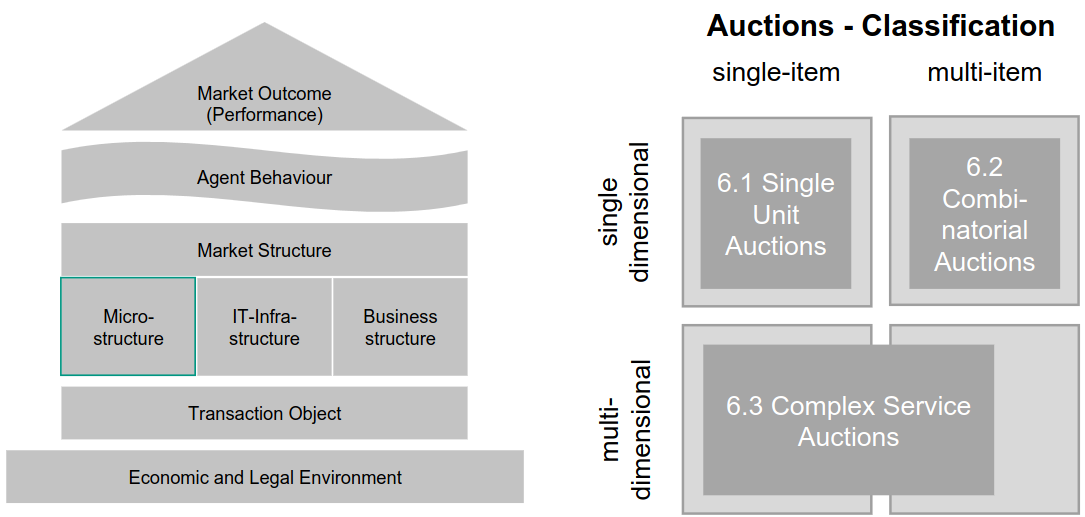 Market Outcome
(Performance)
Agent Behaviour
Market Structure
Micro-
structure
IT-Infra-
structure
Business
structure
Transaction Object
Economic and Legal Environment
Auctions - Classification
single-item
multi-item
single
dimensional
6.1 Single
Unit
Auctions
6.2
Combi-
natorial
Auctions
multi-
dimensional
6.3 Complex Service
Auctions